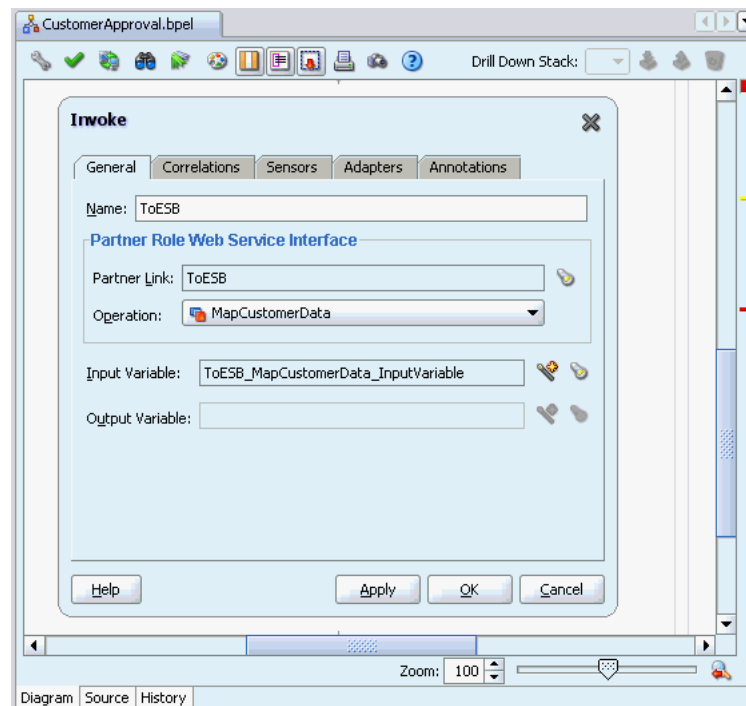 CustomerApproval.bpel
Drill Down Stack:
Invoke
General Correlations Sensors Adapters Annotations
Name: ToESB
Partner Role Web Service Interface
Partner Link: ToESB
Operation: MapCustomerData
Input Variable: ToESB_MapCustomerData_InputVariable
Output Variable:
Help Apply OK Cancel
Zoom: 100
Diagram Source History